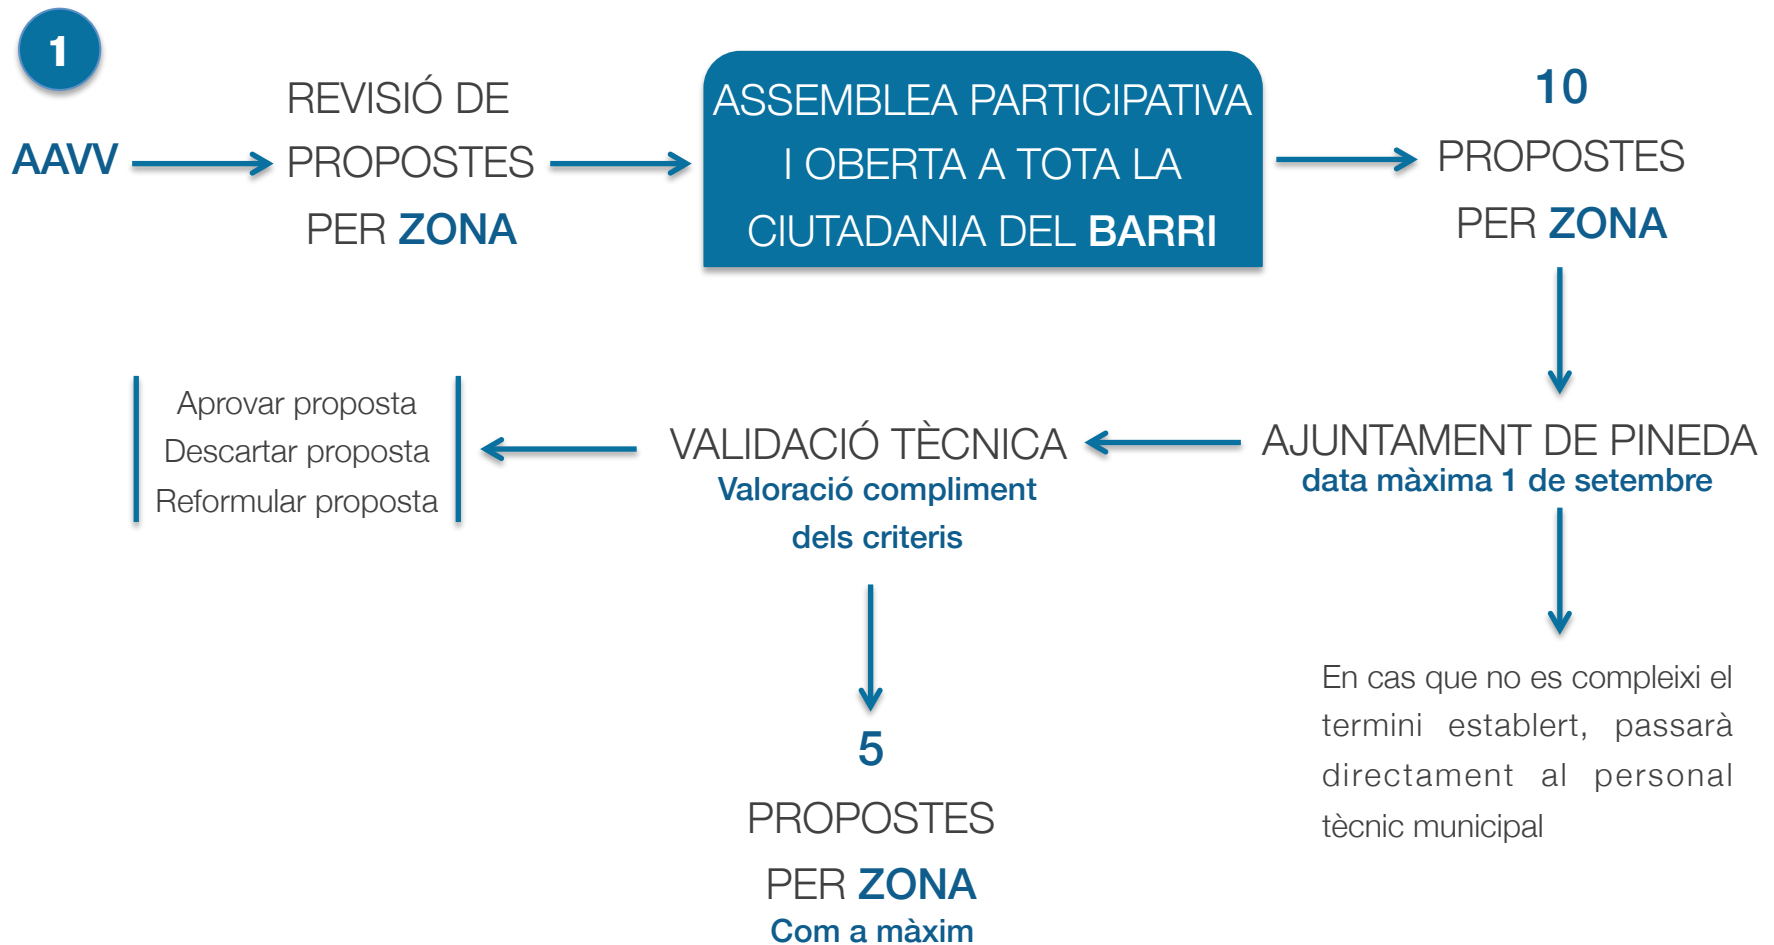 1
AAVV
REVISIÓ DE
PROPOSTES
PER ZONA
ASSEMBLEA PARTICIPATIVA
I OBERTA A TOTA LA
CIUTADANIA DEL BARRI
10
PROPOSTES
PER ZONA
AJUNTAMENT DE PINEDA
data màxima 1 de setembre
VALIDACIÓ TÈCNICA
Valoració compliment
dels criteris
Aprovar proposta
Descartar proposta
Reformular proposta
En cas que no es compleixi el
termini establert, passarà
directament al personal
tècnic municipal
5
PROPOSTES
PER ZONA
Com a màxim